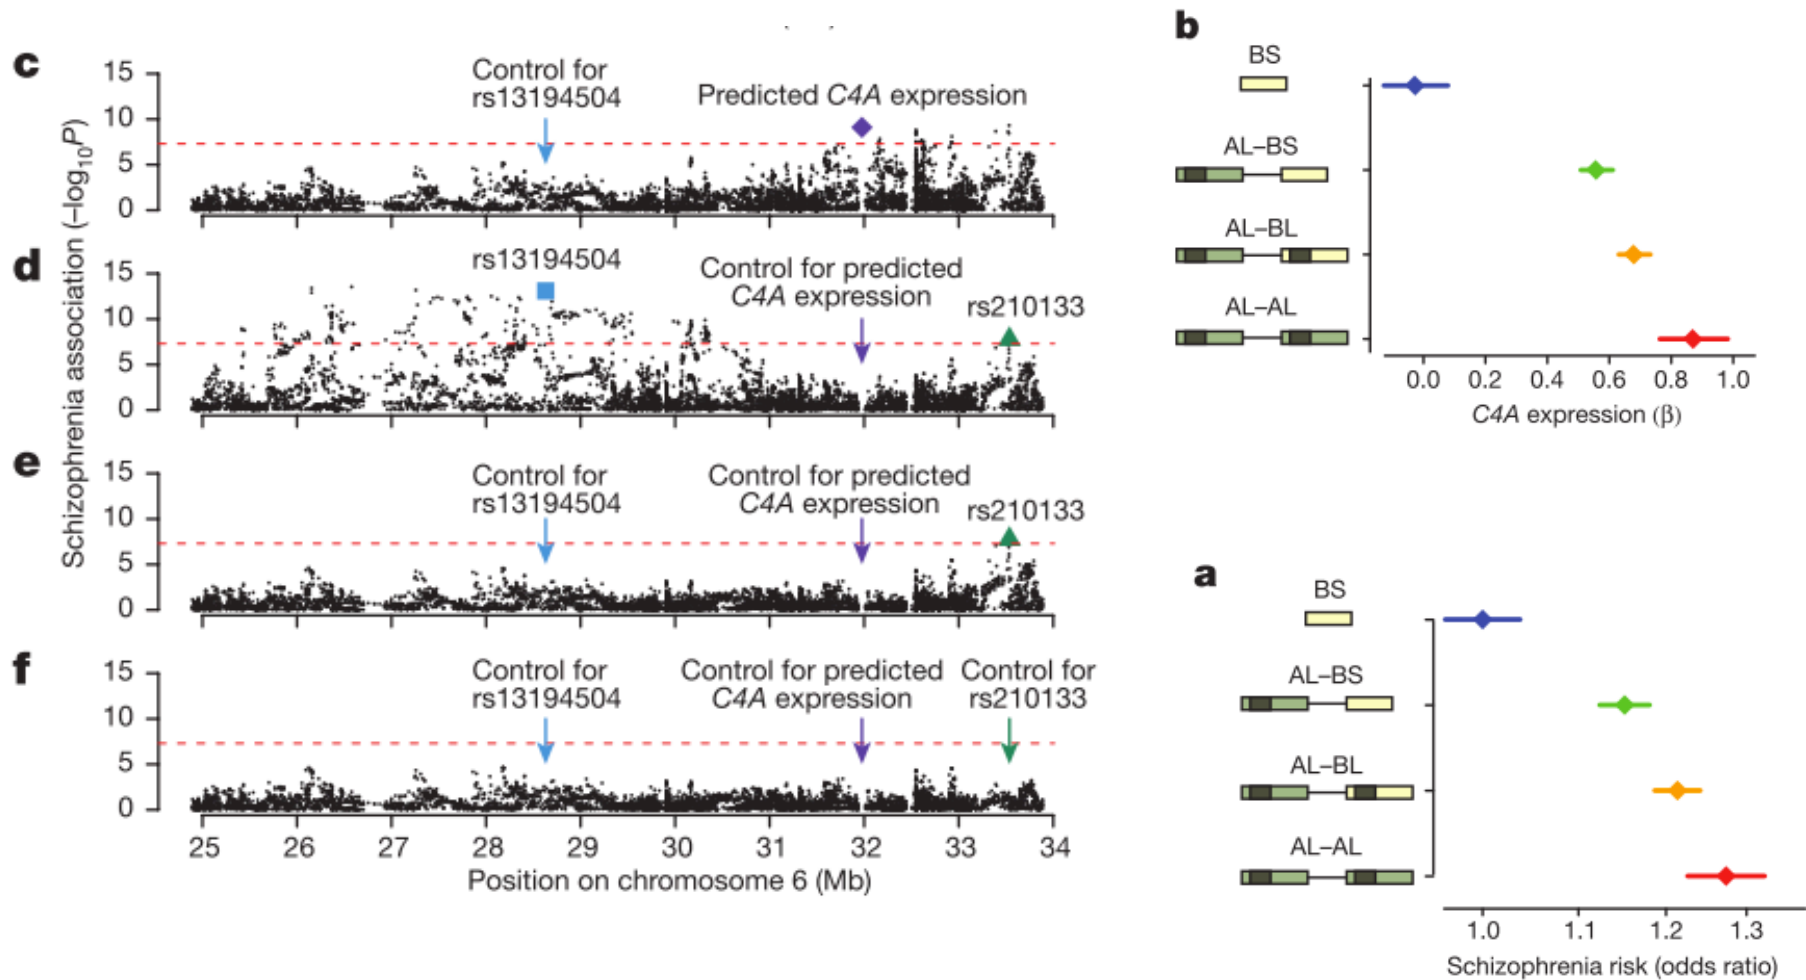 c
Schizophrenia association (–log10P)
15
10
5
0
Control for
rs13194504
Predicted C4A expression
d
15
10
5
0
rs13194504
Control for predicted
C4A expression
rs210133
e
15
10
5
0
Control for
rs13194504
Control for predicted
C4A expression
rs210133
f
15
10
5
0
Control for
rs13194504
Control for predicted
C4A expression
Control for
rs210133
25 26 27 28 29 30 31 32 33 34
Position on chromosome 6 (Mb)
b
BS
AL–BS
AL–BL
AL–AL
0.0 0.2 0.4 0.6 0.8 1.0
C4A expression (β)
a
BS
AL–BS
AL–BL
AL–AL
1.0 1.1 1.2 1.3
Schizophrenia risk (odds ratio)